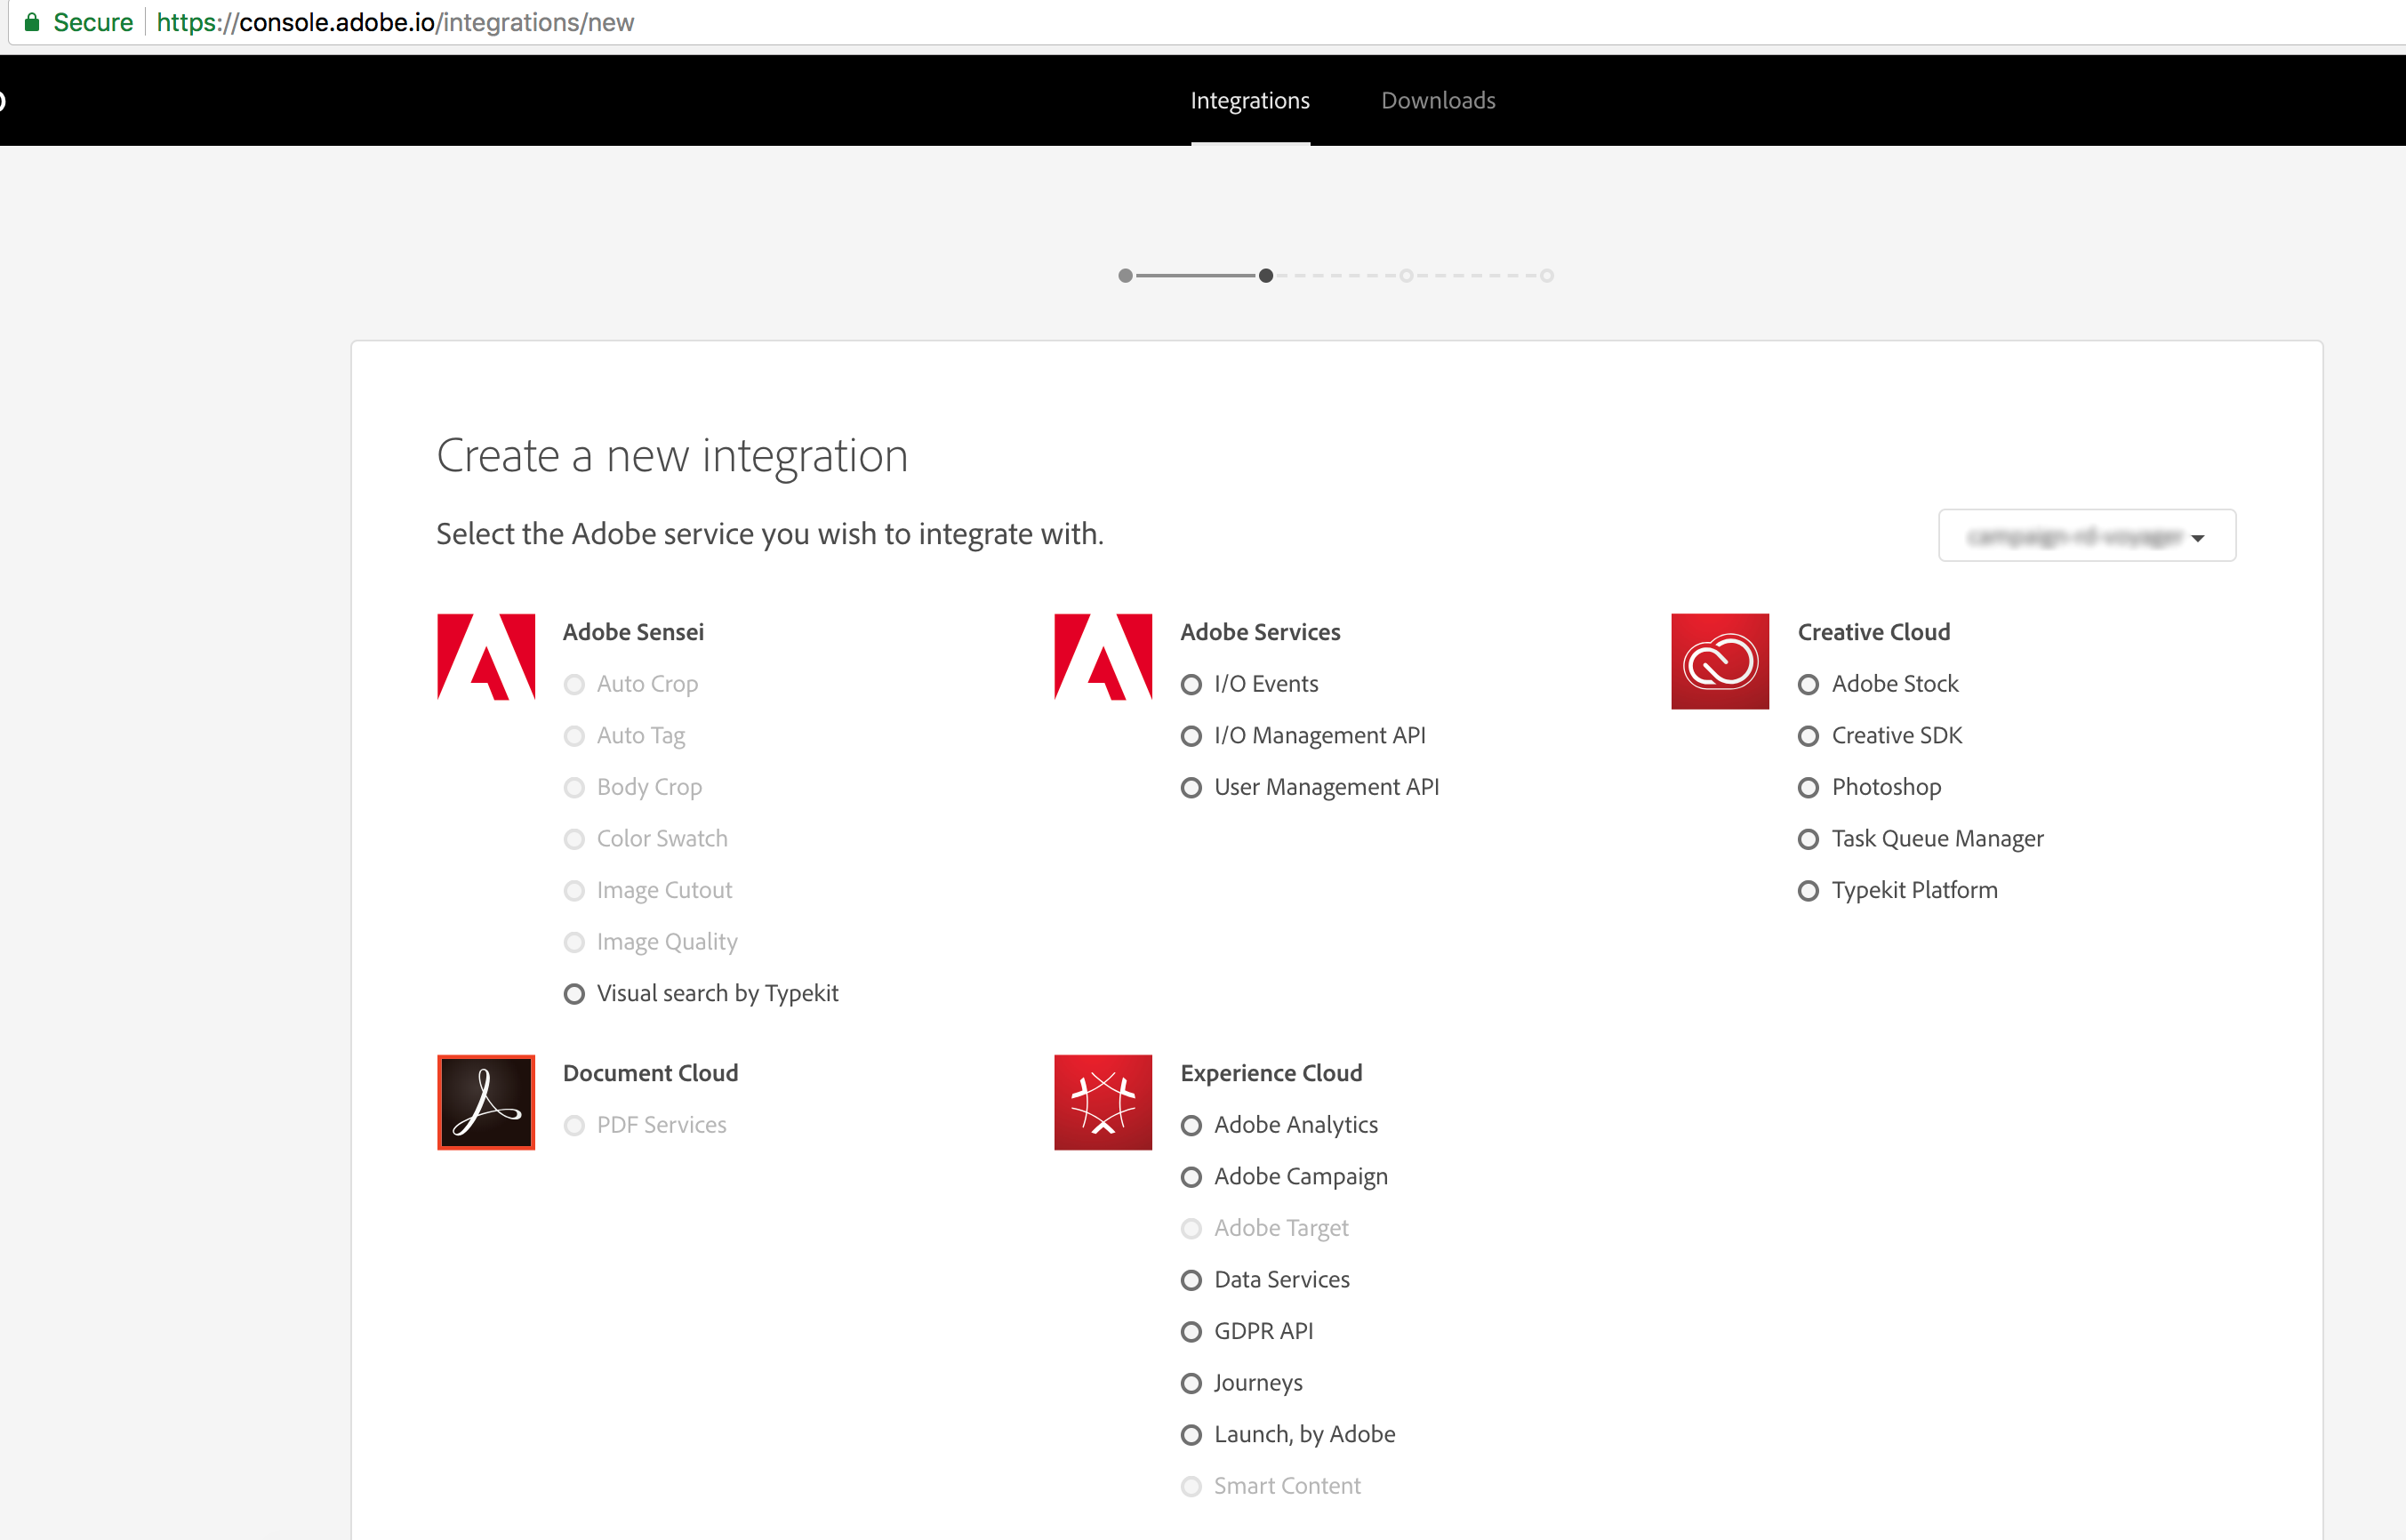 Secure https://console.adobe.io/integrations/new
Integrations
Downloads
Create a new integration
Select the Adobe service you wish to integrate with.
Adobe Sensei
Auto Crop
Auto Tag
Body Crop
Color Swatch
Image Cutout
Image Quality
Visual search by Typekit
Adobe Services
I/O Events
I/O Management API
User Management API
Creative Cloud
Adobe Stock
Creative SDK
Photoshop
Task Queue Manager
Typekit Platform
Document Cloud
PDF Services
Experience Cloud
Adobe Analytics
Adobe Campaign
Adobe Target
Data Services
GDPR API
Journeys
Launch, by Adobe
Smart Content